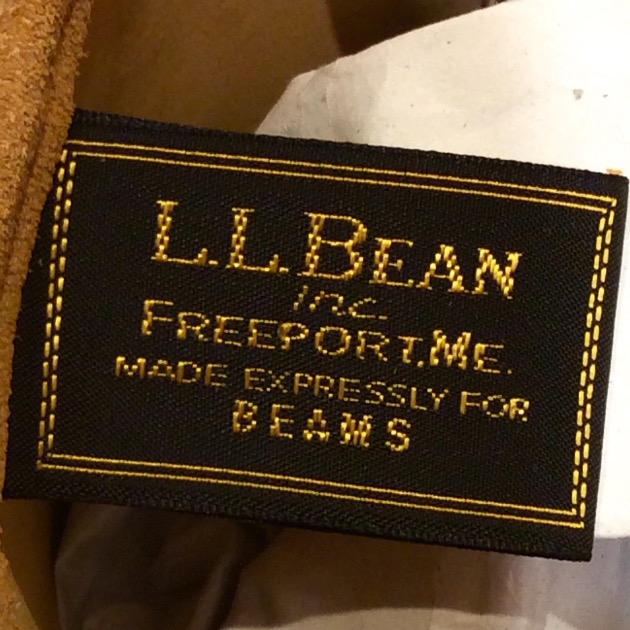 L.L.BEAN
inc.
FREEPORT, ME.
MADE EXPRESSLY FOR
BEAMS